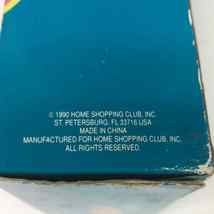 © 1990 HOME SHOPPING CLUB, INC.
ST. PETERSBURG, FL 33716 USA
MADE IN CHINA
MANUFACTURED FOR HOME SHOPPING CLUB, INC.
ALL RIGHTS RESERVED.